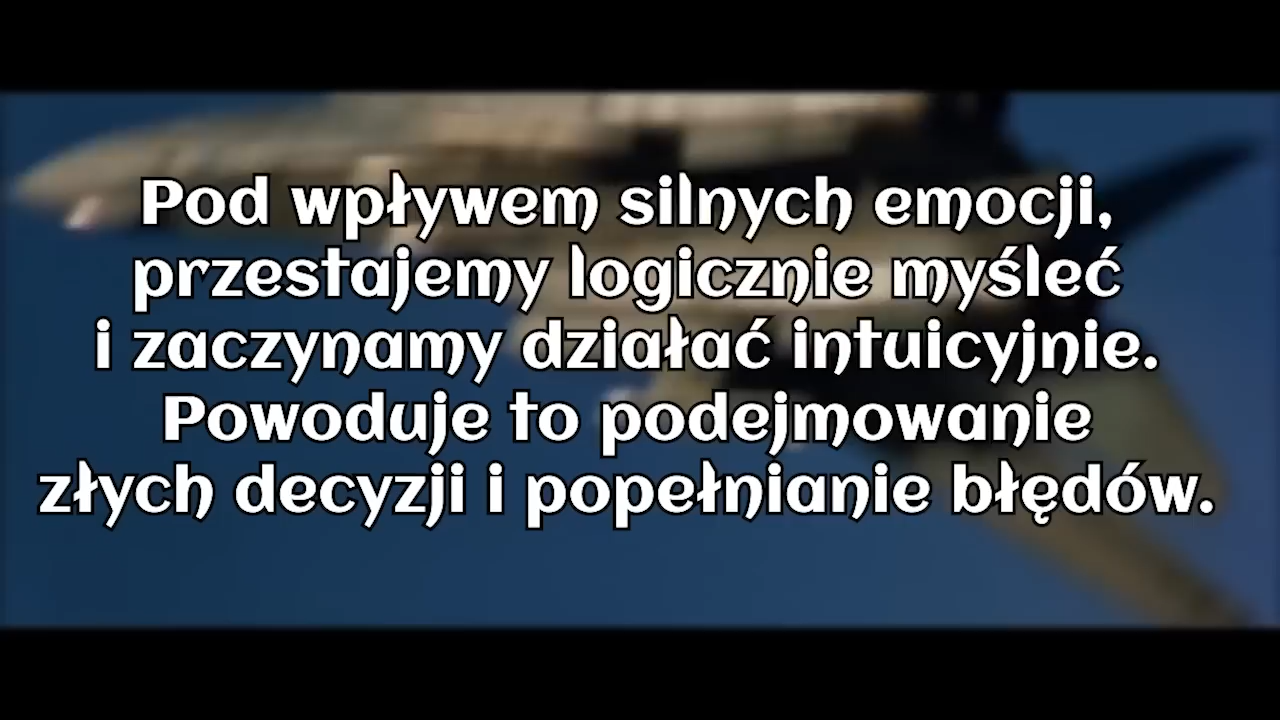 Pod wpływem silnych emocji,
przestajemy logicznie myśleć
i zaczynamy działać intuicyjnie.
Powoduje to podejmowanie
złych decyzji i popełnianie błędów.